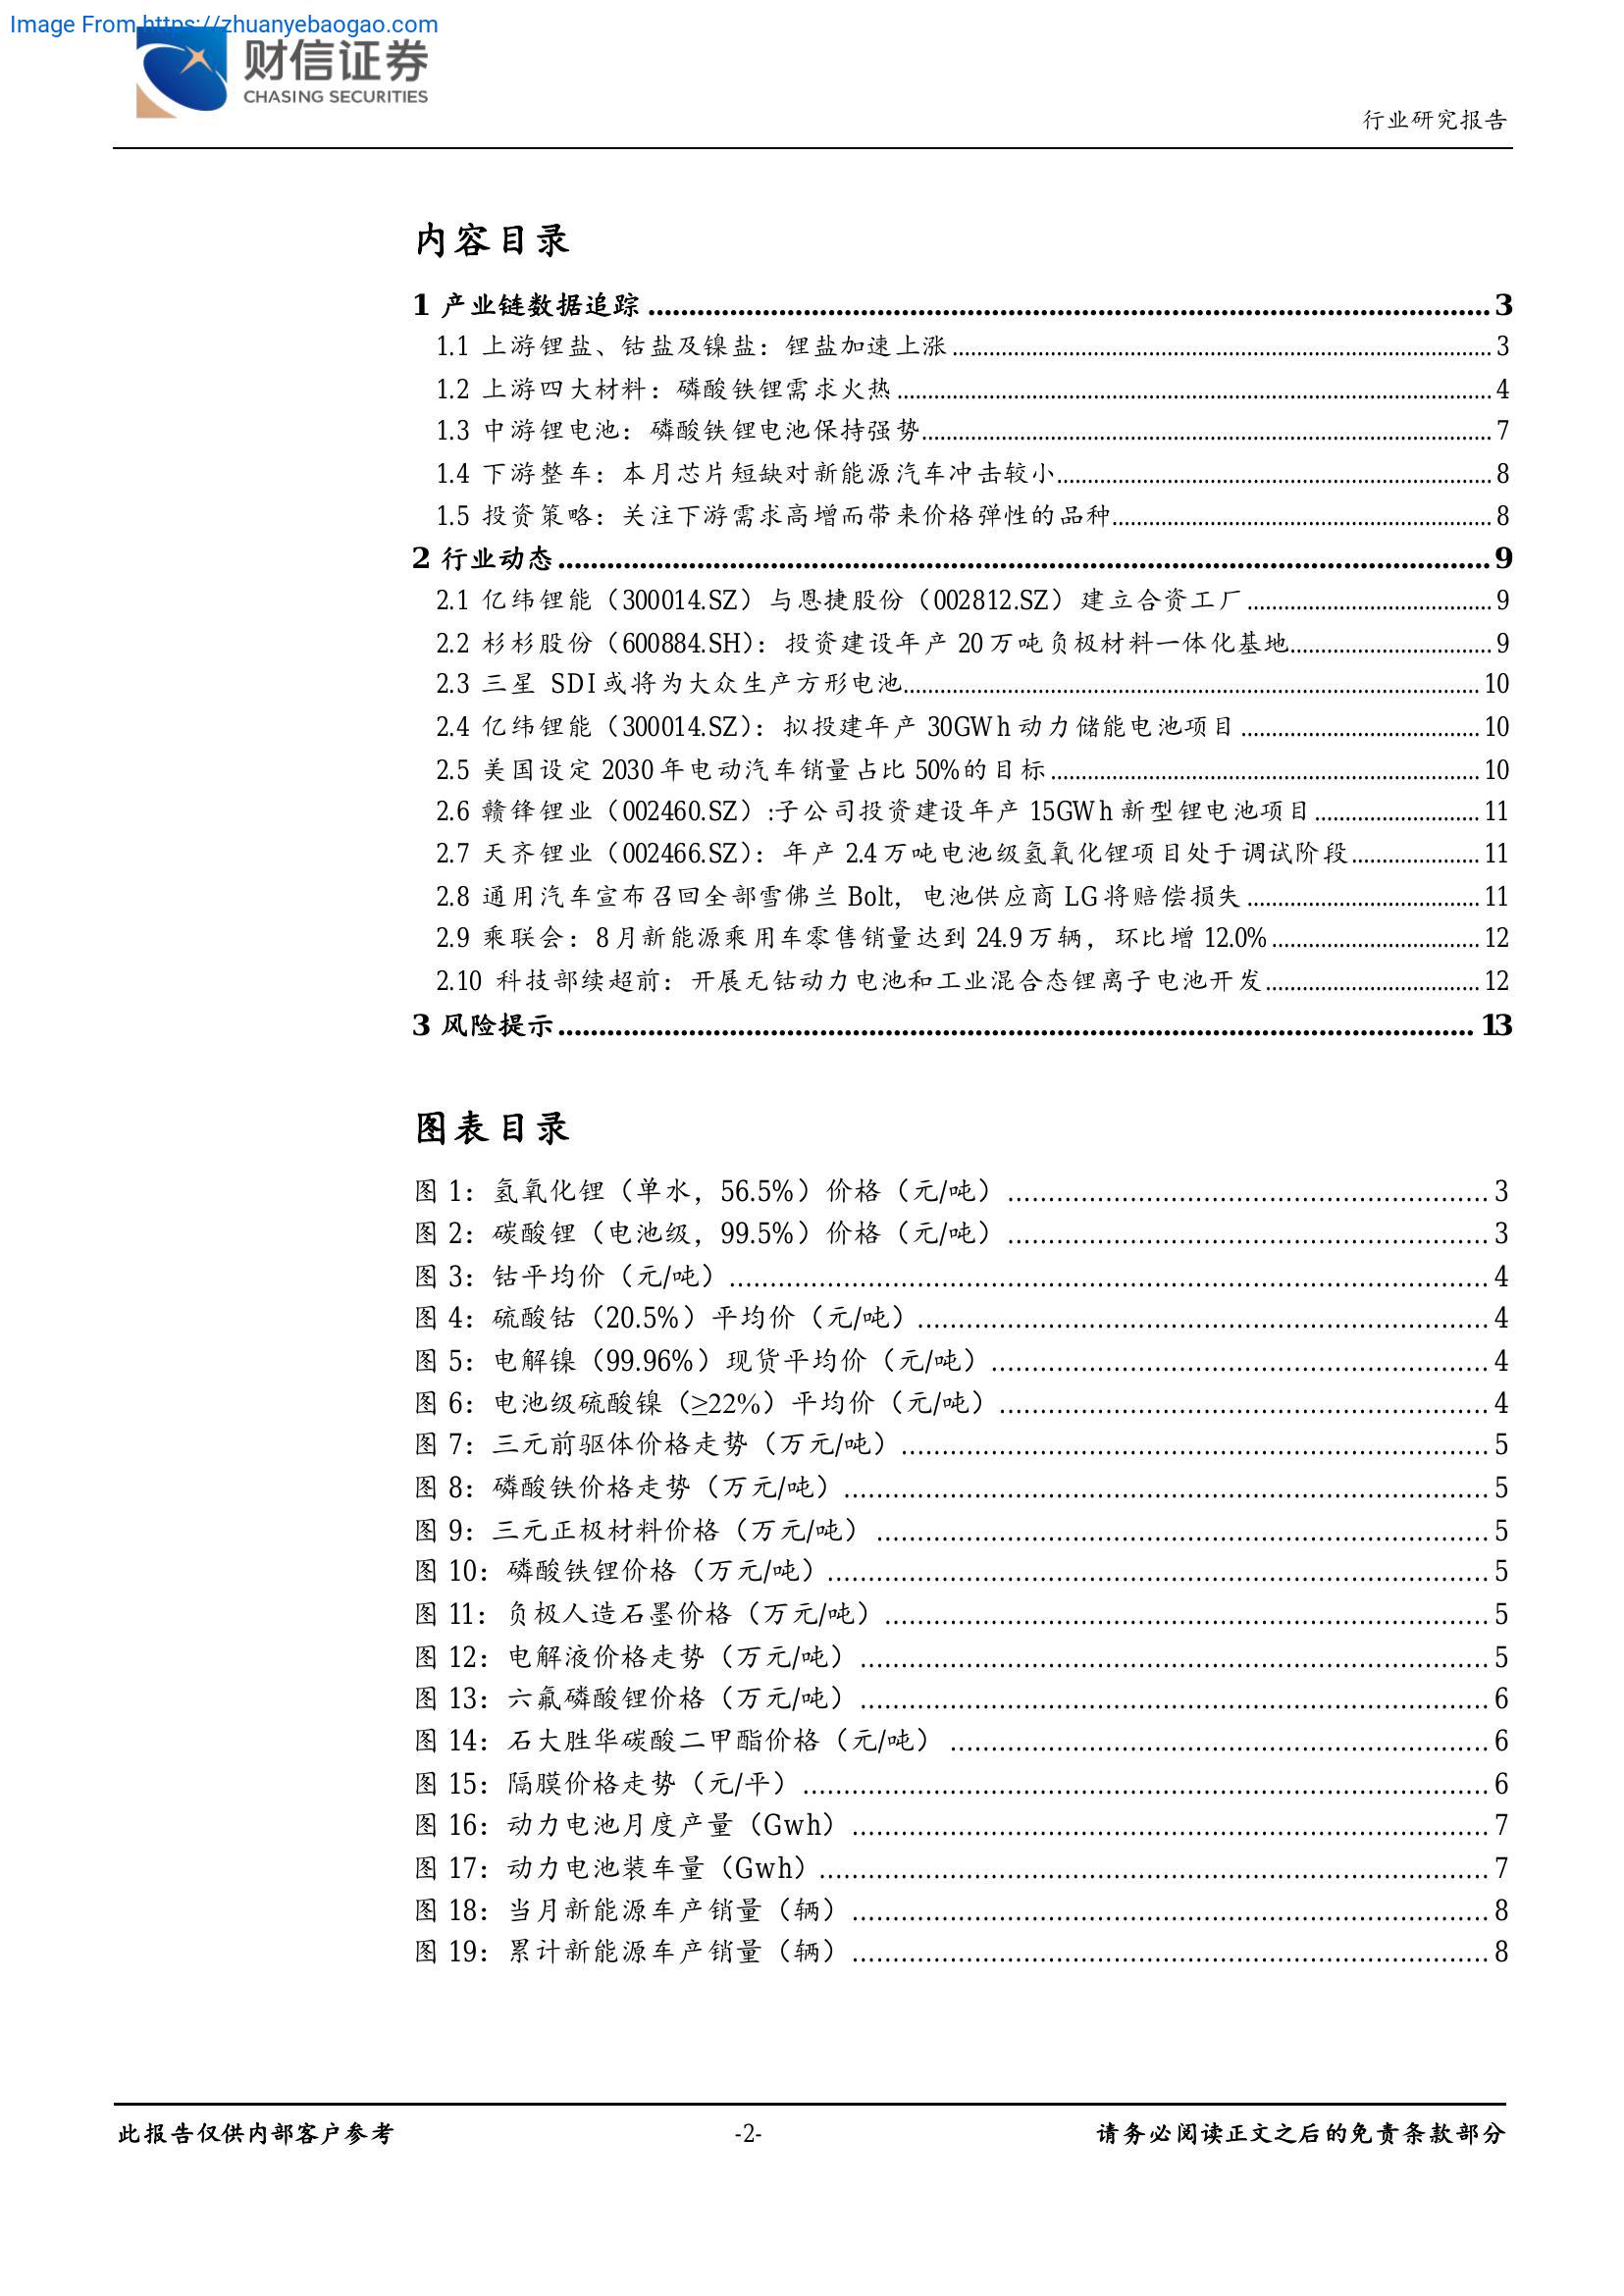 Image From https://zhuanyebaogao.com
财信证券
CHASING SECURITIES
行业研究报告
内容目录
1 产业链数据追踪 ........ 3
1.1 上游锂盐、钴盐及镍盐：锂盐加速上涨 ........ 3
1.2 上游四大材料：磷酸铁锂需求火热 ........ 4
1.3 中游锂电池：磷酸铁锂电池保持强势 ........ 7
1.4 下游整车：本月芯片短缺对新能源汽车冲击较小 ........ 8
1.5 投资策略：关注下游需求高增而带来价格弹性的品种 ........ 8
2 行业动态 ........ 9
2.1 亿纬锂能（300014.SZ）与恩捷股份（002812.SZ）建立合资工厂 ........ 9
2.2 杉杉股份（600884.SH）：投资建设年产 20 万吨负极材料一体化基地 ........ 9
2.3 三星 SDI 或将为大众生产方形电池 ........ 10
2.4 亿纬锂能（300014.SZ）：拟投建年产 30GWh 动力储能电池项目 ........ 10
2.5 美国设定 2030 年电动汽车销量占比 50%的目标 ........ 10
2.6 赣锋锂业（002460.SZ）:子公司投资建设年产 15GWh 新型锂电池项目 ........ 11
2.7 天齐锂业（002466.SZ）：年产 2.4 万吨电池级氢氧化锂项目处于调试阶段 ........ 11
2.8 通用汽车宣布召回全部雪佛兰 Bolt，电池供应商 LG 将赔偿损失 ........ 11
2.9 乘联会：8 月新能源乘用车零售销量达到 24.9 万辆，环比增 12.0% ........ 12
2.10 科技部续超前：开展无钴动力电池和工业混合态锂离子电池开发 ........ 12
3 风险提示 ........ 13
图表目录
图 1：氢氧化锂（单水，56.5%）价格（元/吨） ........ 3
图 2：碳酸锂（电池级，99.5%）价格（元/吨） ........ 3
图 3：钴平均价（元/吨） ........ 4
图 4：硫酸钴（20.5%）平均价（元/吨） ........ 4
图 5：电解镍（99.96%）现货平均价（元/吨） ........ 4
图 6：电池级硫酸镍（≥22%）平均价（元/吨） ........ 4
图 7：三元前驱体价格走势（万元/吨） ........ 5
图 8：磷酸铁价格走势（万元/吨） ........ 5
图 9：三元正极材料价格（万元/吨） ........ 5
图 10：磷酸铁锂价格（万元/吨） ........ 5
图 11：负极人造石墨价格（万元/吨） ........ 5
图 12：电解液价格走势（万元/吨） ........ 5
图 13：六氟磷酸锂价格（万元/吨） ........ 6
图 14：石大胜华碳酸二甲酯价格（元/吨） ........ 6
图 15：隔膜价格走势（元/平） ........ 6
图 16：动力电池月度产量（Gwh） ........ 7
图 17：动力电池装车量（Gwh） ........ 7
图 18：当月新能源车产销量（辆） ........ 8
图 19：累计新能源车产销量（辆） ........ 8
此报告仅供内部客户参考
-2-
请务必阅读正文之后的免责条款部分